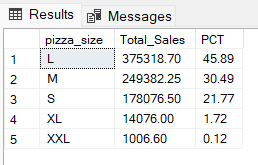 Results Messages
pizza_size Total_Sales PCT
1 L 375318.70 45.89
2 M 249382.25 30.49
3 S 178076.50 21.77
4 XL 14076.00 1.72
5 XXL 1006.60 0.12